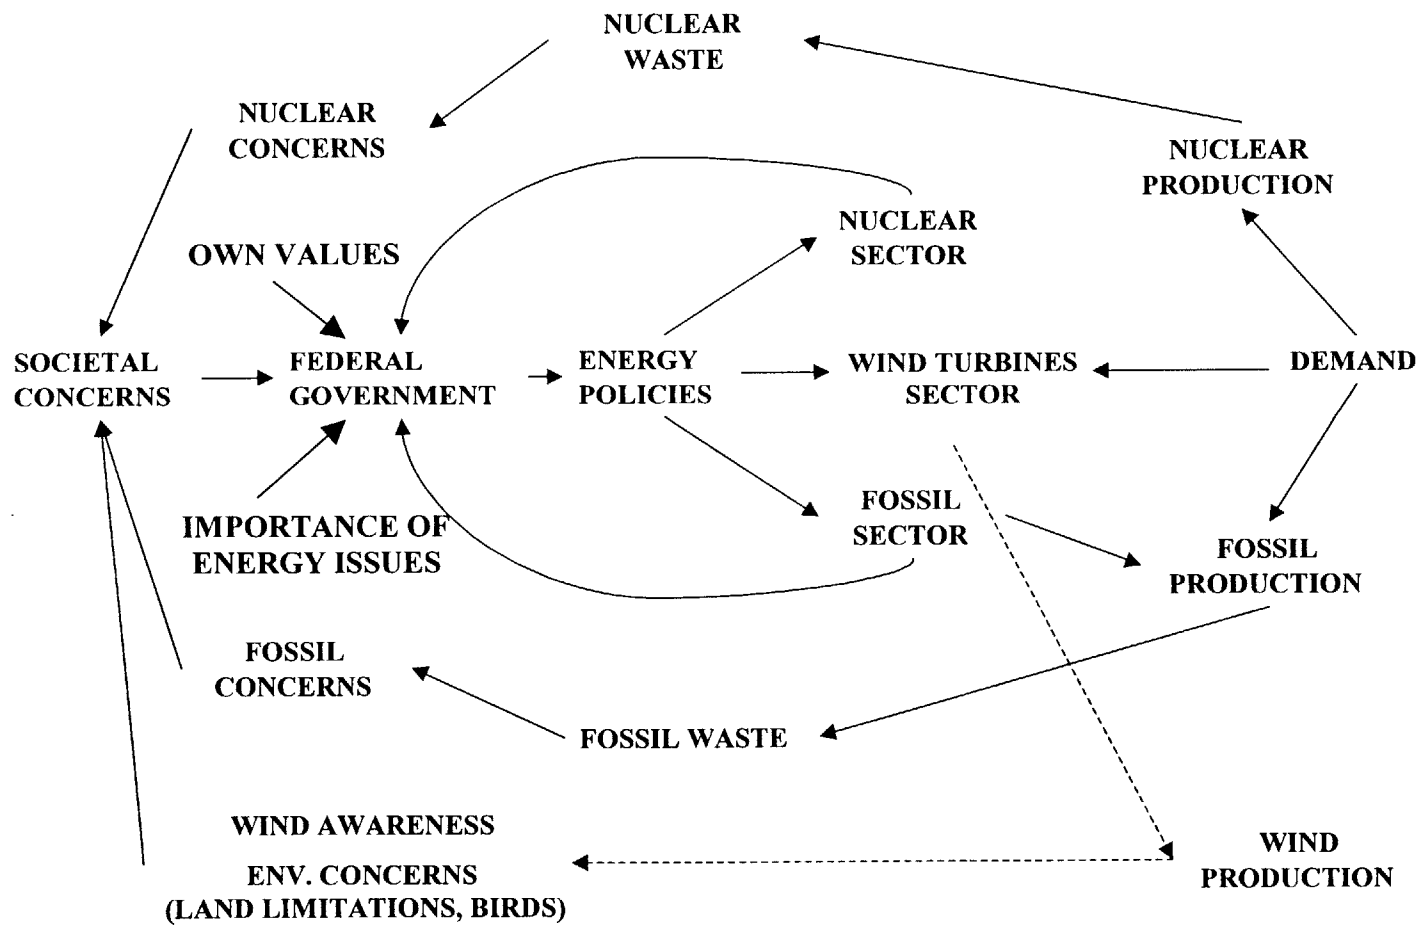 NUCLEAR
WASTE
NUCLEAR
CONCERNS
NUCLEAR
PRODUCTION
NUCLEAR
SECTOR
OWN VALUES
SOCIETAL
CONCERNS
FEDERAL
GOVERNMENT
ENERGY
POLICIES
WIND TURBINES
SECTOR
DEMAND
FOSSIL
SECTOR
IMPORTANCE OF
ENERGY ISSUES
FOSSIL
PRODUCTION
FOSSIL
CONCERNS
FOSSIL WASTE
WIND AWARENESS
ENV. CONCERNS
(LAND LIMITATIONS, BIRDS)
WIND
PRODUCTION